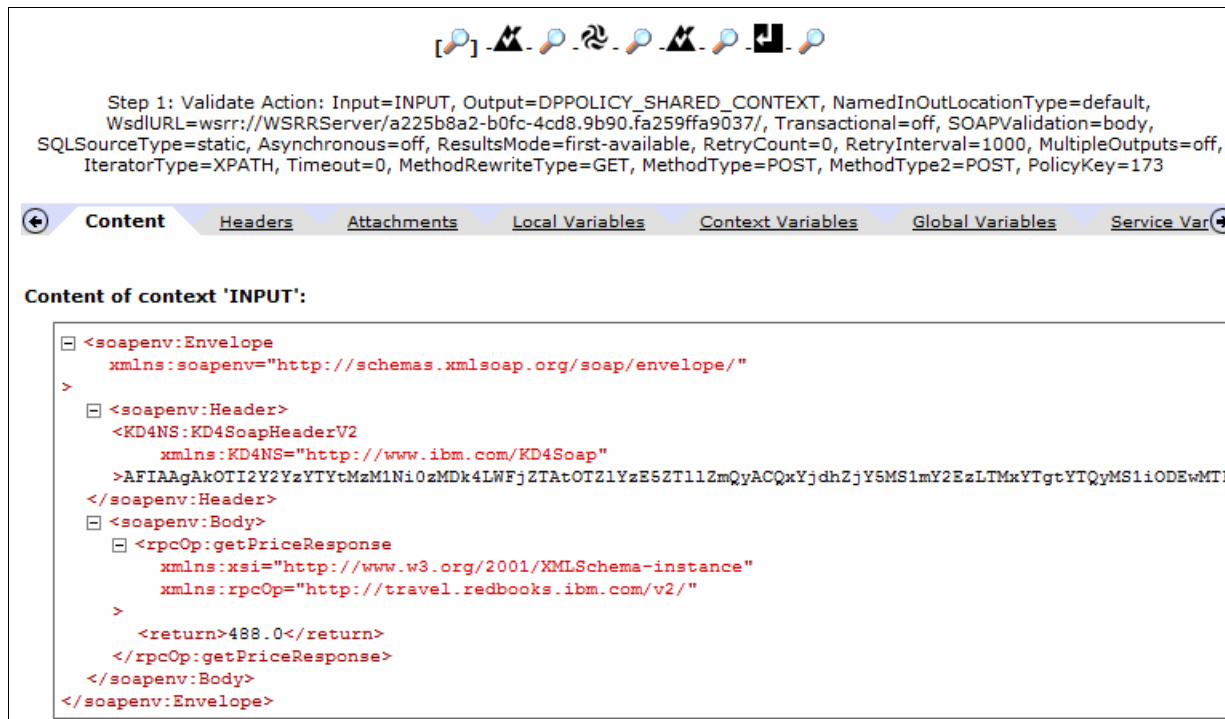 [ ] - - - - - - - -
Step 1: Validate Action: Input=INPUT, Output=DPPOLICY_SHARED_CONTEXT, NamedInOutLocationType=default,
WsdlURL=wsrr://WSRRServer/a225b8a2-b0fc-4cd8.9b90.fa259ffa9037/, Transactional=off, SOAPValidation=body,
SQLSourceType=static, Asynchronous=off, ResultsMode=first-available, RetryCount=0, RetryInterval=1000, MultipleOutputs=off,
IteratorType=XPATH, Timeout=0, MethodRewriteType=GET, MethodType=POST, MethodType2=POST, PolicyKey=173
Content Headers Attachments Local Variables Context Variables Global Variables Service Var
Content of context 'INPUT':
<soapenv:Envelope
xmlns:soapenv="http://schemas.xmlsoap.org/soap/envelope/"
>
<soapenv:Header>
<KD4NS:KD4SoapHeaderV2
xmlns:KD4NS="http://www.ibm.com/KD4Soap"
>AFIAAgAkOTI2Y2YzYTYtMzM1Ni0zMDk4LWFjZTAtOTZlYzE5ZTllZmQyACQxYjdhZjY5MS1mY2EzLTMxYTgtYTQyMS1iODEwMTI
</soapenv:Header>
<soapenv:Body>
<rpcOp:getPriceResponse
xmlns:xsi="http://www.w3.org/2001/XMLSchema-instance"
xmlns:rpcOp="http://travel.redbooks.ibm.com/v2/"
>
<return>488.0</return>
</rpcOp:getPriceResponse>
</soapenv:Body>
</soapenv:Envelope>